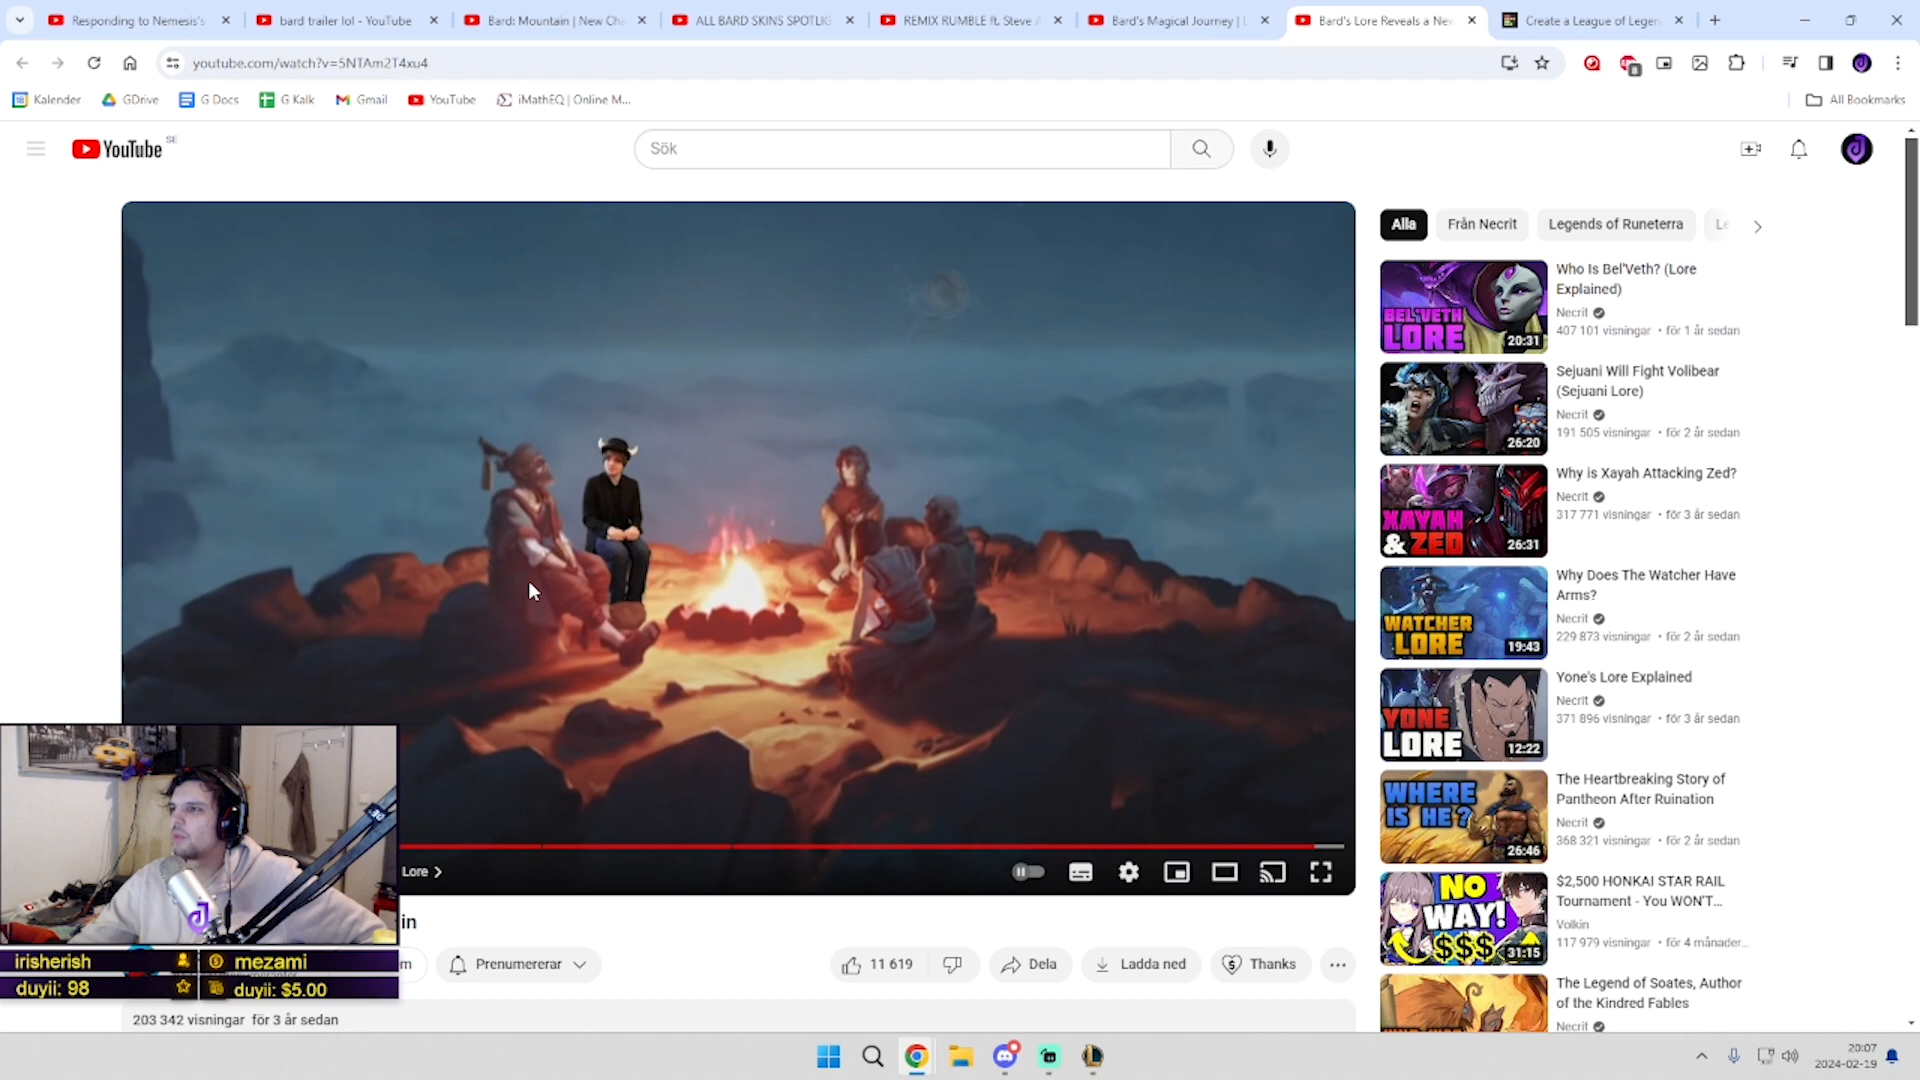 Responding to Nemesis's
bard trailer lol - YouTube
Bard: Mountain | New Cha
ALL BARD SKINS SPOTLIG
REMIX RUMBLE ft. Steve A
Bard's Magical Journey | L
Bard's Lore Reveals a New
Create a League of Legen
youtube.com/watch?v=5NTAm2T4xu4
Kalender
GDrive
G Docs
G Kalk
Gmail
YouTube
iMathEQ | Online M...
All Bookmarks
YouTube SE
Sök
Alla
Från Necrit
Legends of Runeterra
Le
BEL'VETH
LORE
20:31
Who Is Bel'Veth? (Lore
Explained)
Necrit
407 101 visningar • för 1 år sedan
26:20
Sejuani Will Fight Volibear
(Sejuani Lore)
Necrit
191 505 visningar • för 2 år sedan
XAYAH
& ZED
26:31
Why is Xayah Attacking Zed?
Necrit
317 771 visningar • för 3 år sedan
WATCHER
LORE
19:43
Why Does The Watcher Have
Arms?
Necrit
229 873 visningar • för 2 år sedan
YONE
LORE
12:22
Yone's Lore Explained
Necrit
371 896 visningar • för 3 år sedan
WHERE
IS HE?
26:46
The Heartbreaking Story of
Pantheon After Ruination
Necrit
368 321 visningar • för 2 år sedan
NO
WAY!
$$$
31:15
$2,500 HONKAI STAR RAIL
Tournament - You WON'T...
Volkin
117 979 visningar • för 4 månader...
The Legend of Soates, Author
of the Kindred Fables
Necrit
Lore
in
m
Prenumererar
11 619
Dela
Ladda ned
Thanks
203 342 visningar för 3 år sedan
irisherish
mezami
duyii: 98
duyii: $5.00
20:07
2024-02-19